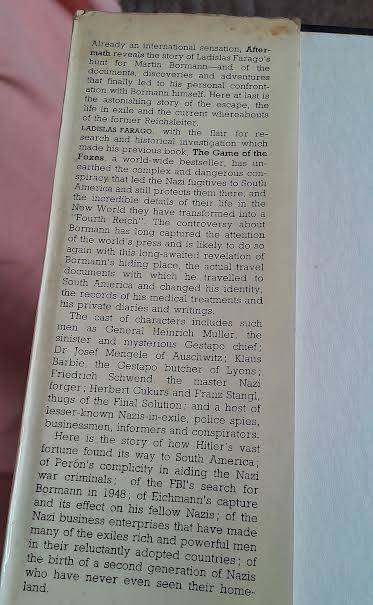 Already an international sensation, After-
math reveals the story of Ladislas Farago's
hunt for Martin Bormann—and of the
documents, discoveries and adventures
that finally led to his personal confront-
ation with Bormann himself. Here at last is
the astonishing story of the escape, the
life in exile and the current whereabouts
of the former Reichsleiter.
LADISLAS FARAGO, with the flair for re-
search and historical investigation which
made his previous book, The Game of the
Foxes, a world-wide bestseller, has un-
earthed the complex and dangerous con-
spiracy that led the Nazi fugitives to South
America and still protects them there, and
the incredible details of their life in the
New World they have transformed into a
"Fourth Reich". The controversy about
Bormann has long captured the attention
of the world's press and is likely to do so
again with this long-awaited revelation of
Bormann's hiding place, the actual travel
documents with which he travelled to
South America and changed his identity,
the records of his medical treatments and
his private diaries and writings.
The cast of characters includes such
men as General Heinrich Muller, the
sinister and mysterious Gestapo chief;
Dr Josef Mengele of Auschwitz; Klaus
Barbie, the Gestapo butcher of Lyons;
Friedrich Schwend, the master Nazi
forger; Herbert Cukurs and Franz Stangl,
thugs of the Final Solution; and a host of
lesser-known Nazis-in-exile, police spies,
businessmen, informers and conspirators.
Here is the story of how Hitler's vast
fortune found its way to South America;
of Perón's complicity in aiding the Nazi
war criminals; of the FBI's search for
Bormann in 1948; of Eichmann's capture
and its effect on his fellow Nazis; of the
Nazi business enterprises that have made
many of the exiles rich and powerful men
in their reluctantly adopted countries; of
the birth of a second generation of Nazis
who have never even seen their home-
land.